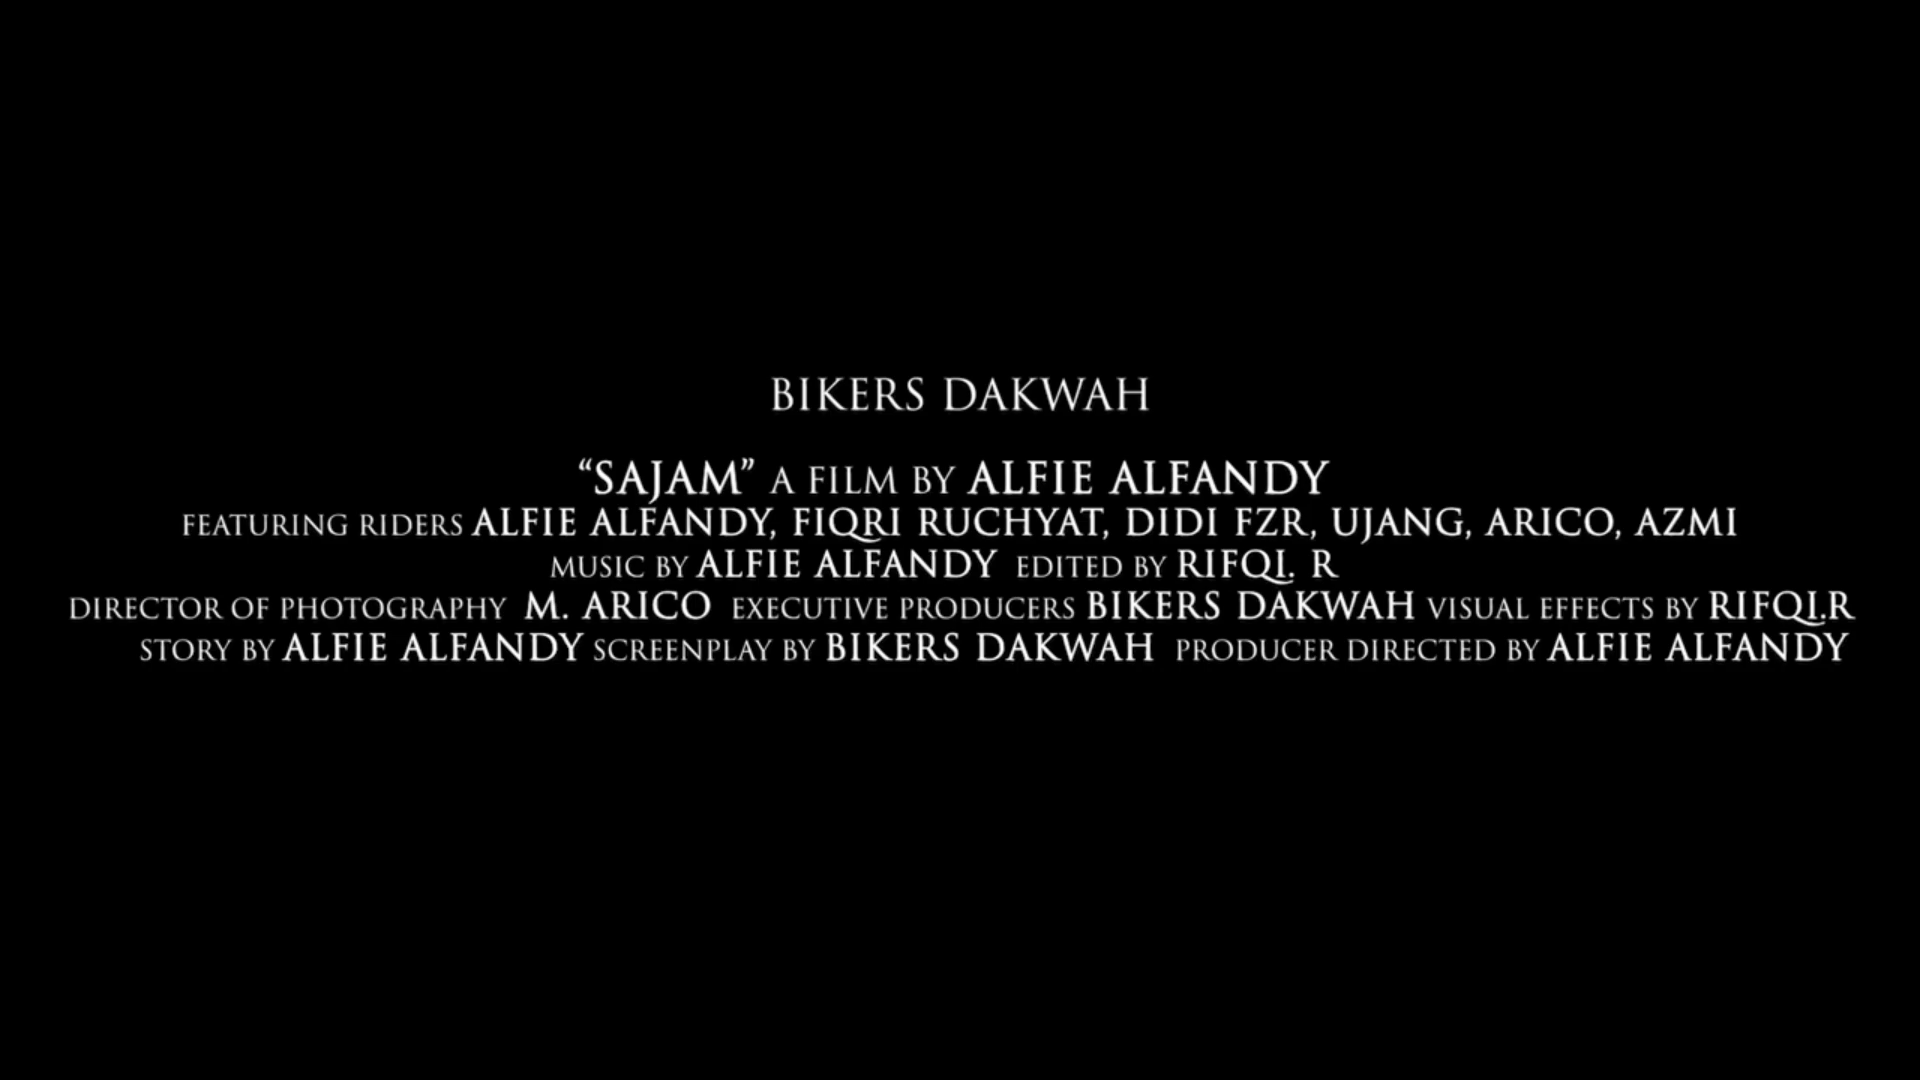 BIKERS DAKWAH
“SAJAM” A FILM BY ALFIE ALFANDY
FEATURING RIDERS ALFIE ALFANDY, FIQRI RUCHYAT, DIDI FZR, UJANG, ARICO, AZMI
MUSIC BY ALFIE ALFANDY EDITED BY RIFQI. R
DIRECTOR OF PHOTOGRAPHY M. ARICO EXECUTIVE PRODUCERS BIKERS DAKWAH VISUAL EFFECTS BY RIFQI.R
STORY BY ALFIE ALFANDY SCREENPLAY BY BIKERS DAKWAH PRODUCER DIRECTED BY ALFIE ALFANDY